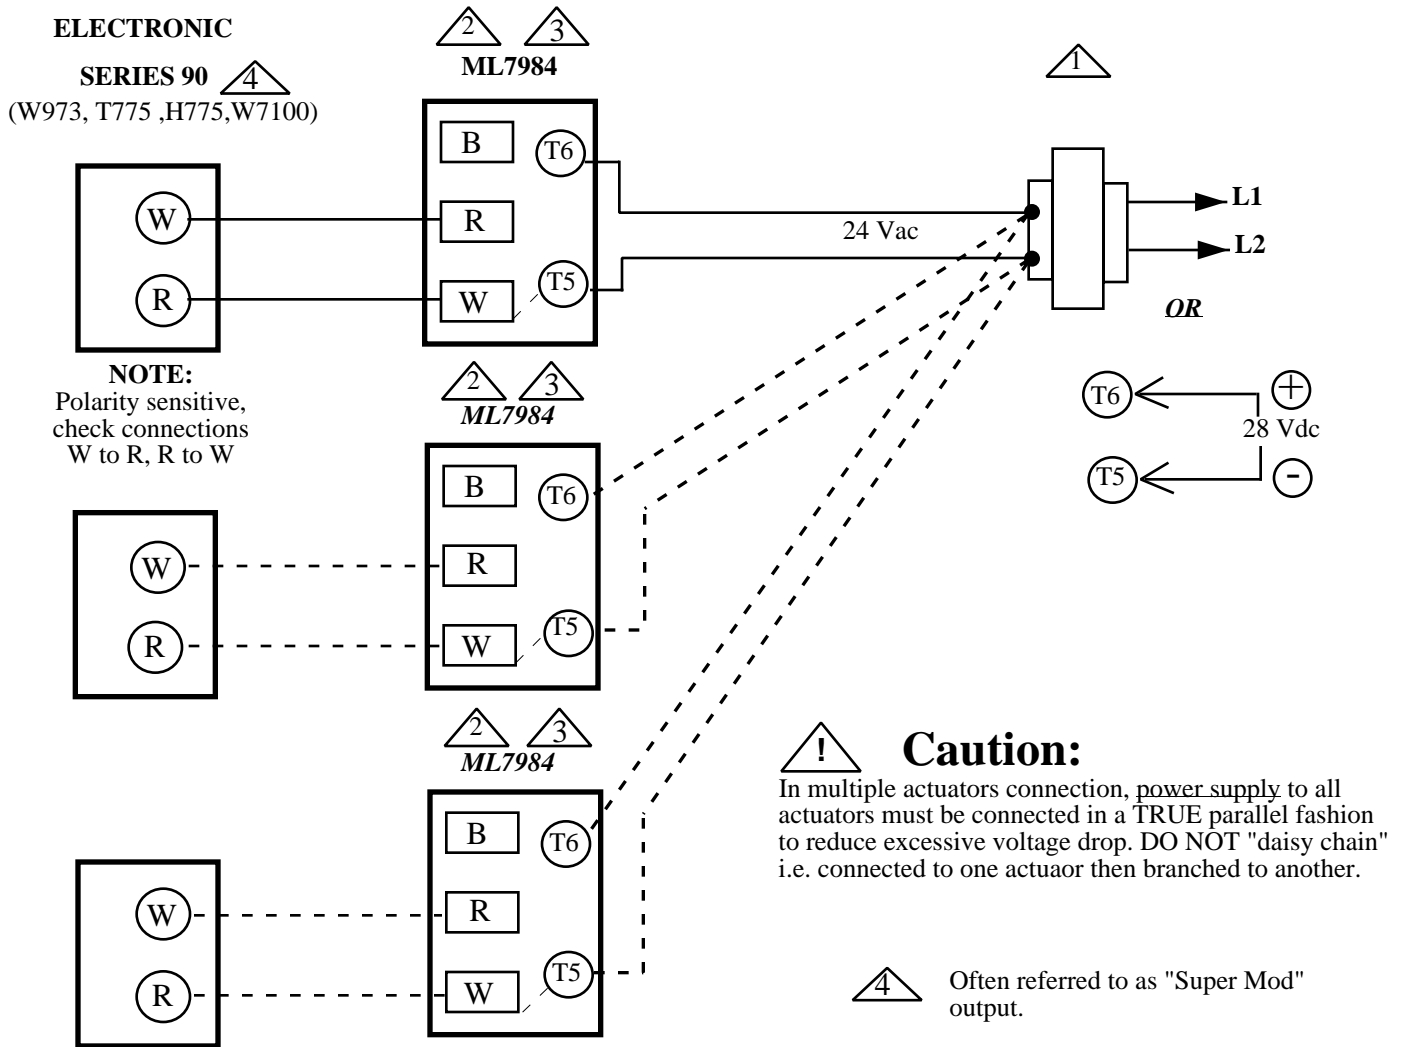 ELECTRONIC
SERIES 90 4
(W973, T775 ,H775,W7100)
2 3
ML7984
1
B
T6
W
R
R
W
T5
24 Vac
L1
L2
OR
NOTE:
Polarity sensitive,
check connections
W to R, R to W
2 3
ML7984
B
T6
W
R
R
W
T5
T6
+
28 Vdc
T5
-
2 3
ML7984
B
T6
W
R
R
W
T5
! Caution:
In multiple actuators connection, power supply to all
actuators must be connected in a TRUE parallel fashion
to reduce excessive voltage drop. DO NOT "daisy chain"
i.e. connected to one actuaor then branched to another.
4 Often referred to as "Super Mod"
output.